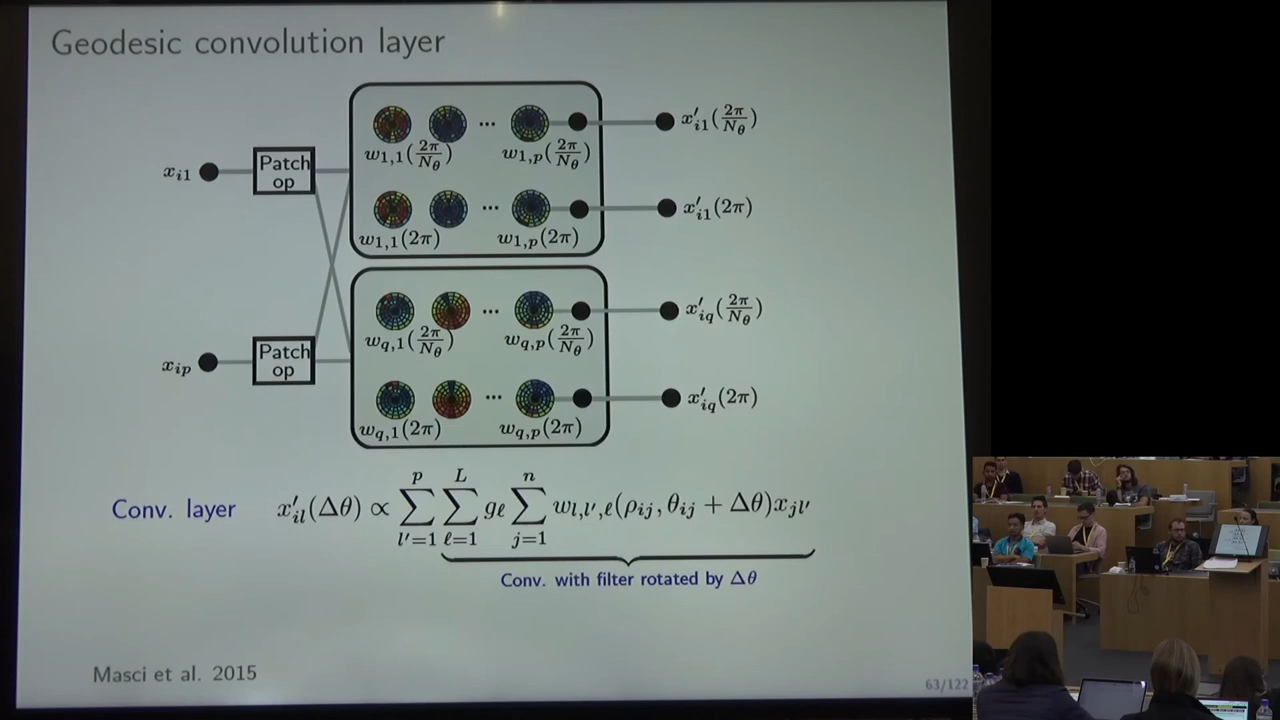 Geodesic convolution layer
x_{i1}
Patch op
w_{1,1}(2π/N_θ) ... w_{1,p}(2π/N_θ)
x'_{i1}(2π/N_θ)
w_{1,1}(2π) ... w_{1,p}(2π)
x'_{i1}(2π)
x_{ip}
Patch op
w_{q,1}(2π/N_θ) ... w_{q,p}(2π/N_θ)
x'_{iq}(2π/N_θ)
w_{q,1}(2π) ... w_{q,p}(2π)
x'_{iq}(2π)
Conv. layer x'_{il}(Δθ) ∝ ∑_{l'=1}^{p} ∑_{ℓ=1}^{L} g_ℓ ∑_{j=1}^{n} w_{l,l',ℓ}(ρ_{ij}, θ_{ij} + Δθ)x_{jl'}
Conv. with filter rotated by Δθ
Masci et al. 2015
63/122